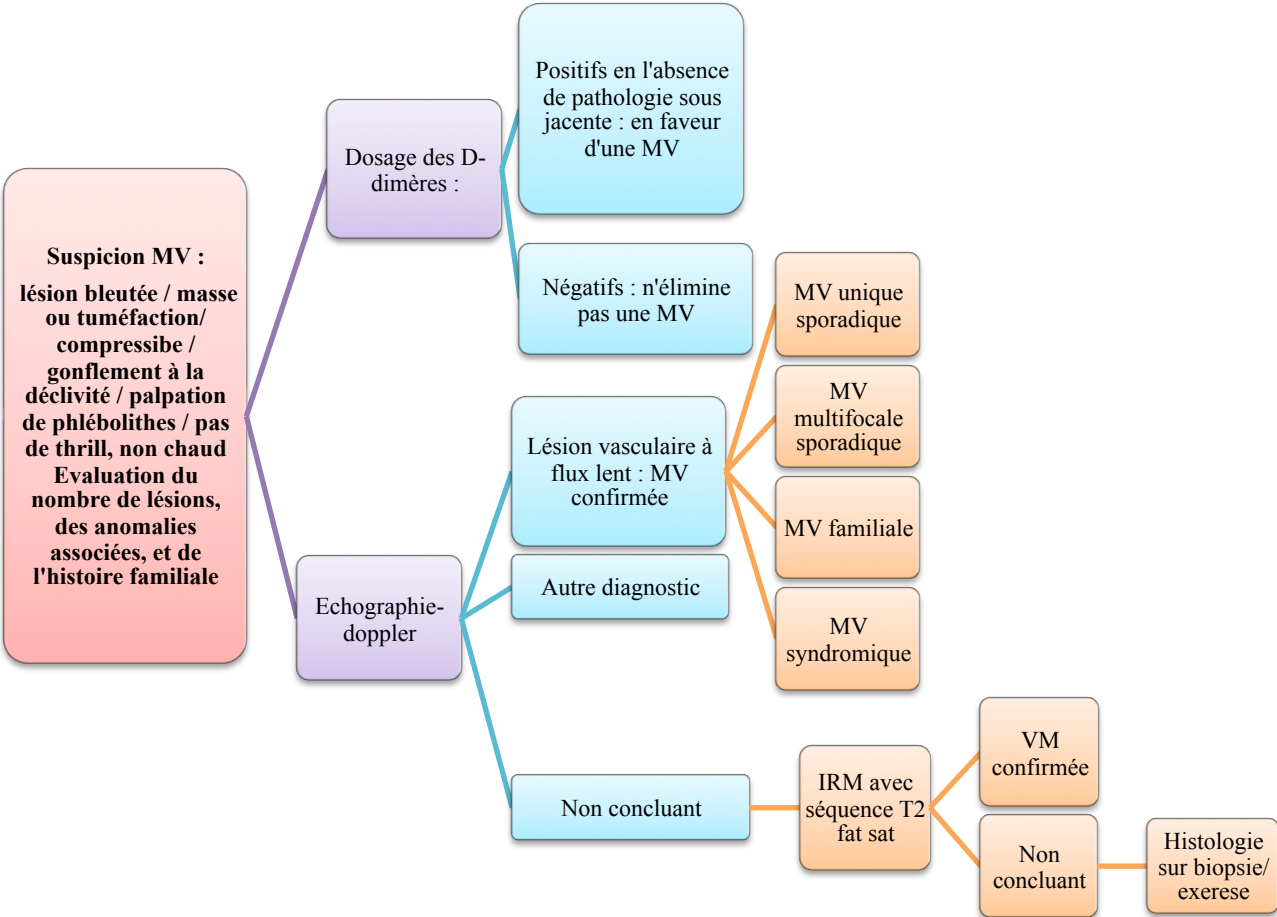 Suspicion MV :
lésion bleutée / masse
ou tuméfaction/
compressibe /
gonflement à la
déclivité / palpation
de phlébolithes / pas
de thrill, non chaud
Evaluation du
nombre de lésions,
des anomalies
associées, et de
l'histoire familiale
Dosage des D-
dimères :
Positifs en l'absence
de pathologie sous
jacente : en faveur
d'une MV
Négatifs : n'élimine
pas une MV
Echographie-
doppler
Lésion vasculaire à
flux lent : MV
confirmée
MV unique
sporadique
MV
multifocale
sporadique
MV familiale
MV
syndromique
Autre diagnostic
Non concluant
IRM avec
séquence T2
fat sat
VM
confirmée
Non
concluant
Histologie
sur biopsie/
exerese